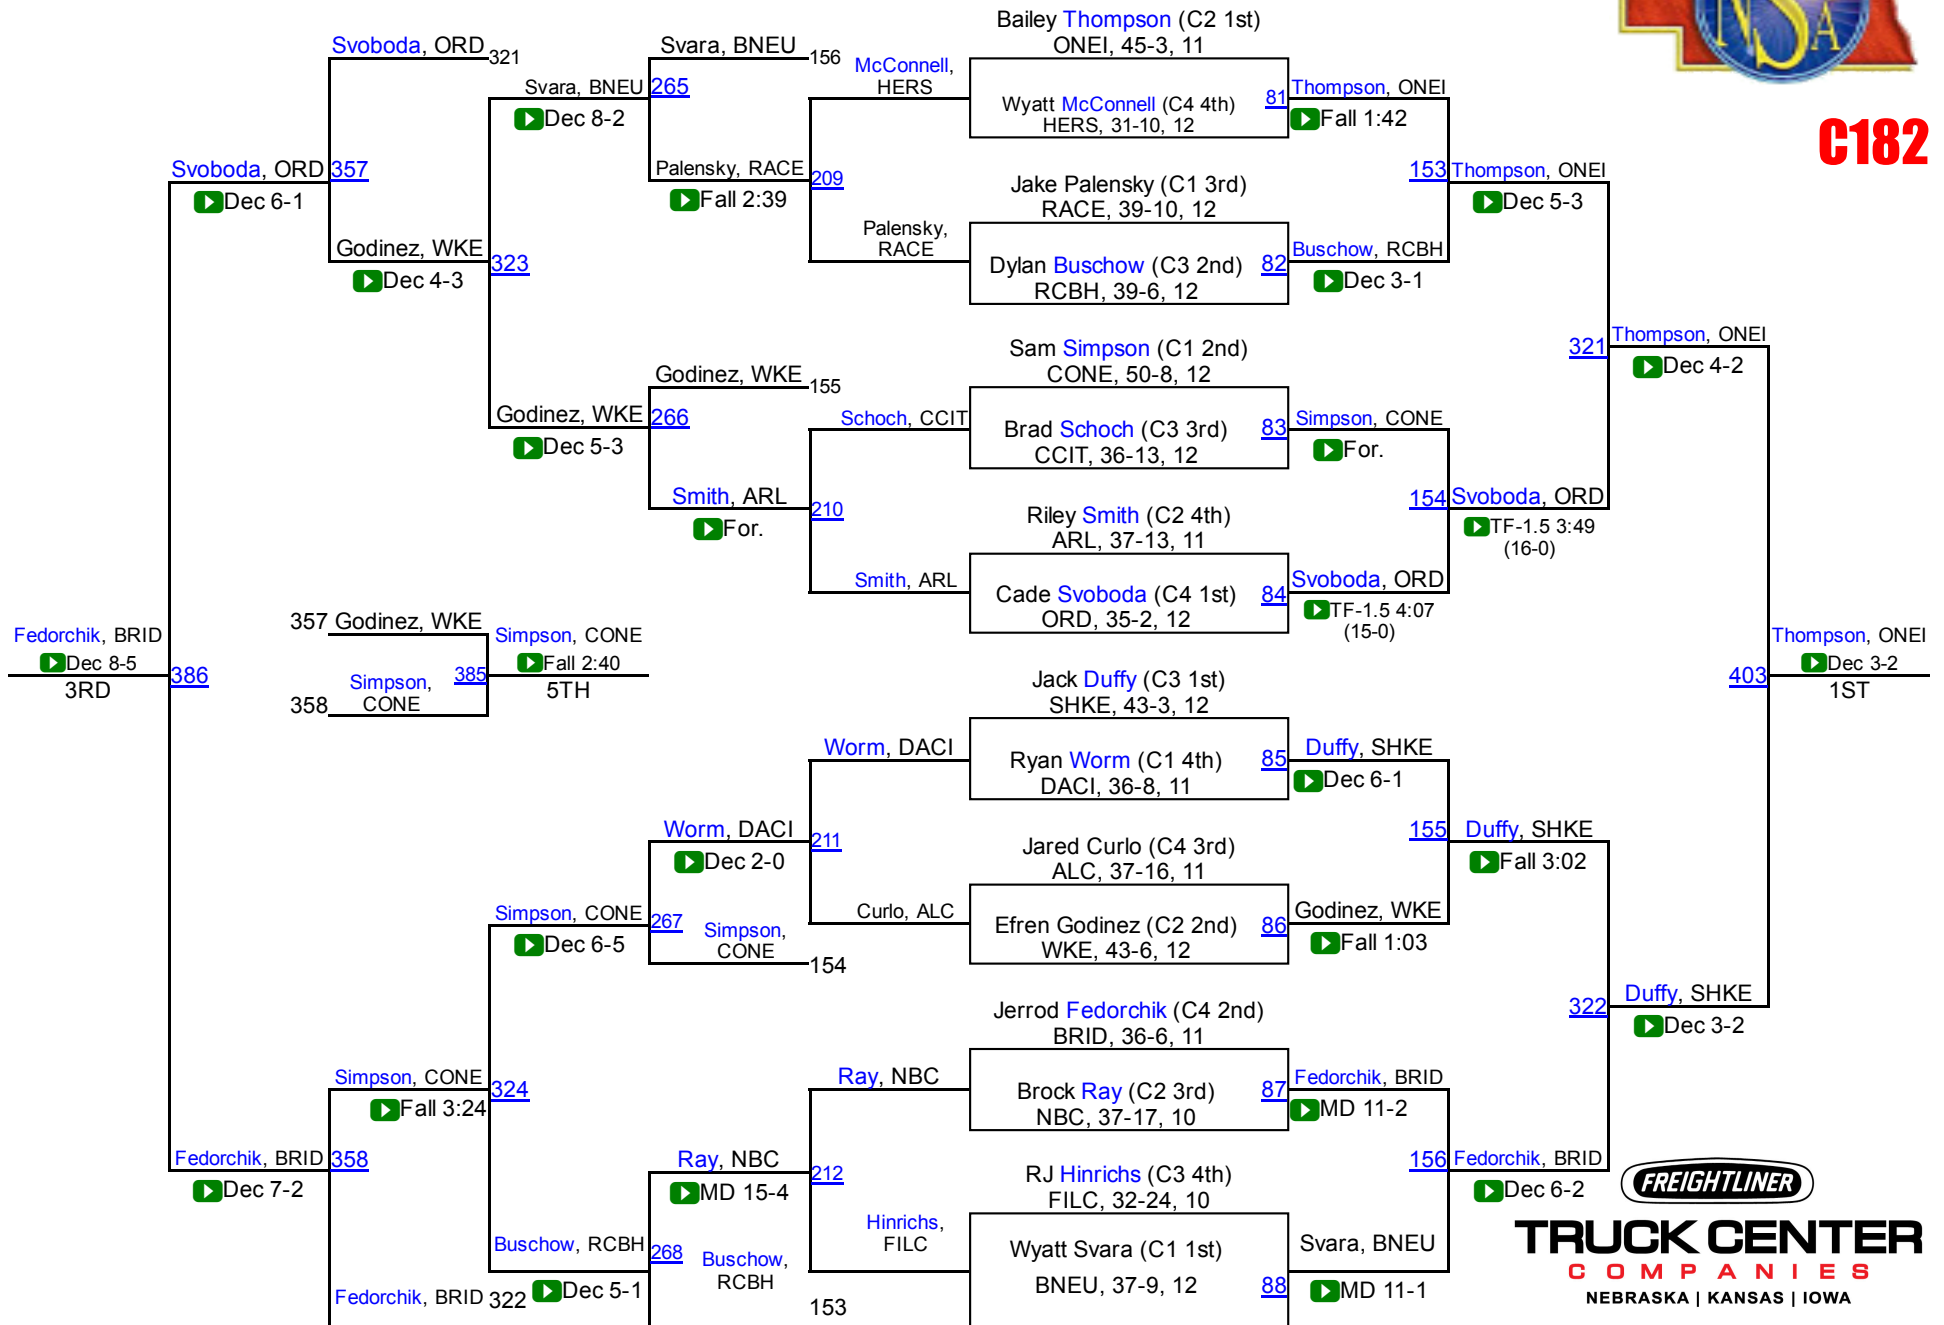 Bailey Thompson (C2 1st)
ONEI, 45-3, 11
Wyatt McConnell (C4 4th)
HERS, 31-10, 12
81
Jake Palensky (C1 3rd)
RACE, 39-10, 12
Dylan Buschow (C3 2nd)
RCBH, 39-6, 12
82
Sam Simpson (C1 2nd)
CONE, 50-8, 12
Brad Schoch (C3 3rd)
CCIT, 36-13, 12
83
Riley Smith (C2 4th)
ARL, 37-13, 11
Cade Svoboda (C4 1st)
ORD, 35-2, 12
84
Jack Duffy (C3 1st)
SHKE, 43-3, 12
Ryan Worm (C1 4th)
DACI, 36-8, 11
85
Jared Curlo (C4 3rd)
ALC, 37-16, 11
Efren Godinez (C2 2nd)
WKE, 43-6, 12
86
Jerrod Fedorchik (C4 2nd)
BRID, 36-6, 11
Brock Ray (C2 3rd)
NBC, 37-17, 10
87
RJ Hinrichs (C3 4th)
FILC, 32-24, 10
Wyatt Svara (C1 1st)
BNEU, 37-9, 12
88
Thompson, ONEI
Fall 1:42
Buschow, RCBH
Dec 3-1
Simpson, CONE
For.
Svoboda, ORD
TF-1.5 4:07
(15-0)
Duffy, SHKE
Dec 6-1
Godinez, WKE
Fall 1:03
Fedorchik, BRID
MD 11-2
Svara, BNEU
MD 11-1
153
Thompson, ONEI
Dec 5-3
154
Svoboda, ORD
TF-1.5 3:49
(16-0)
155
Duffy, SHKE
Fall 3:02
156
Fedorchik, BRID
Dec 6-2
321
Thompson, ONEI
Dec 4-2
322
Duffy, SHKE
Dec 3-2
403
Thompson, ONEI
Dec 3-2
1ST
McConnell,
HERS
Palensky,
RACE
209
Schoch, CCIT
Smith, ARL
210
Worm, DACI
Curlo, ALC
211
Ray, NBC
Hinrichs,
FILC
212
Svara, BNEU
156
Palensky, RACE
Fall 2:39
265
Godinez, WKE
155
Smith, ARL
For.
266
Worm, DACI
Dec 2-0
Simpson,
CONE
154
267
Ray, NBC
MD 15-4
Buschow,
RCBH
153
268
Svara, BNEU
Dec 8-2
Godinez, WKE
Dec 5-3
323
Simpson, CONE
Dec 6-5
Buschow, RCBH
Dec 5-1
324
Svoboda, ORD
321
Godinez, WKE
Dec 4-3
357
Simpson, CONE
Fall 3:24
Fedorchik, BRID
322
358
Svoboda, ORD
Dec 6-1
Fedorchik, BRID
Dec 7-2
386
Fedorchik, BRID
Dec 8-5
3RD
357
Godinez, WKE
358
Simpson,
CONE
385
Simpson, CONE
Fall 2:40
5TH
NSA
C182
FREIGHTLINER
TRUCK CENTER
COMPANIES
NEBRASKA | KANSAS | IOWA